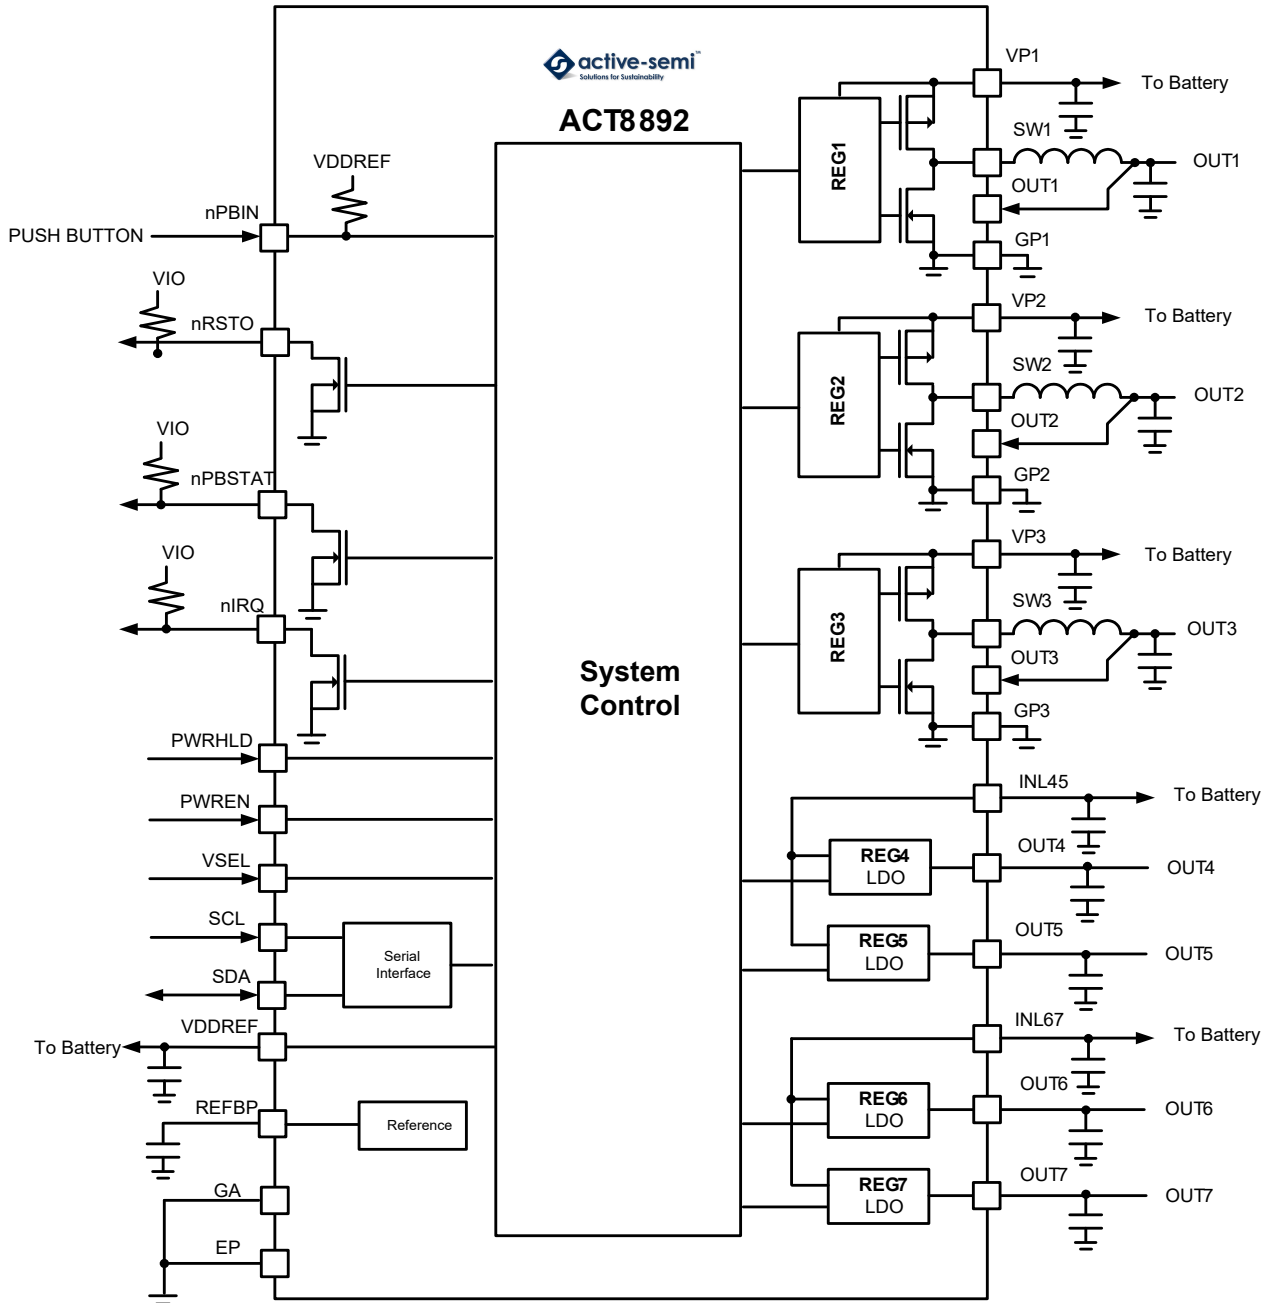 active-semi™
Solutions for Sustainability
ACT8892
System
Control
VDDREF
nPBIN
PUSH BUTTON
VIO
nRSTO
VIO
nPBSTAT
VIO
nIRQ
PWRHLD
PWREN
VSEL
SCL
Serial
Interface
SDA
VDDREF
To Battery
REFBP
Reference
GA
EP
VP1
To Battery
REG1
SW1
OUT1
OUT1
GP1
VP2
To Battery
REG2
SW2
OUT2
OUT2
GP2
VP3
To Battery
REG3
SW3
OUT3
OUT3
GP3
INL45
To Battery
REG4
LDO
OUT4
OUT4
REG5
LDO
OUT5
OUT5
INL67
To Battery
REG6
LDO
OUT6
OUT6
REG7
LDO
OUT7
OUT7